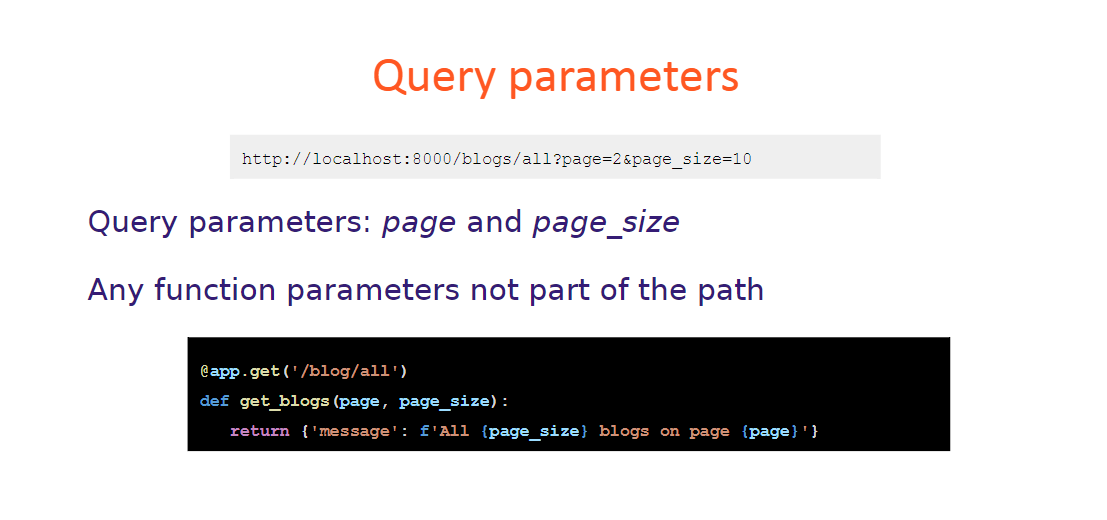 Query parameters
http://localhost:8000/blogs/all?page=2&page_size=10
Query parameters: page and page_size
Any function parameters not part of the path
@app.get('/blog/all')
def get_blogs(page, page_size):
return {'message': f'All {page_size} blogs on page {page}'}